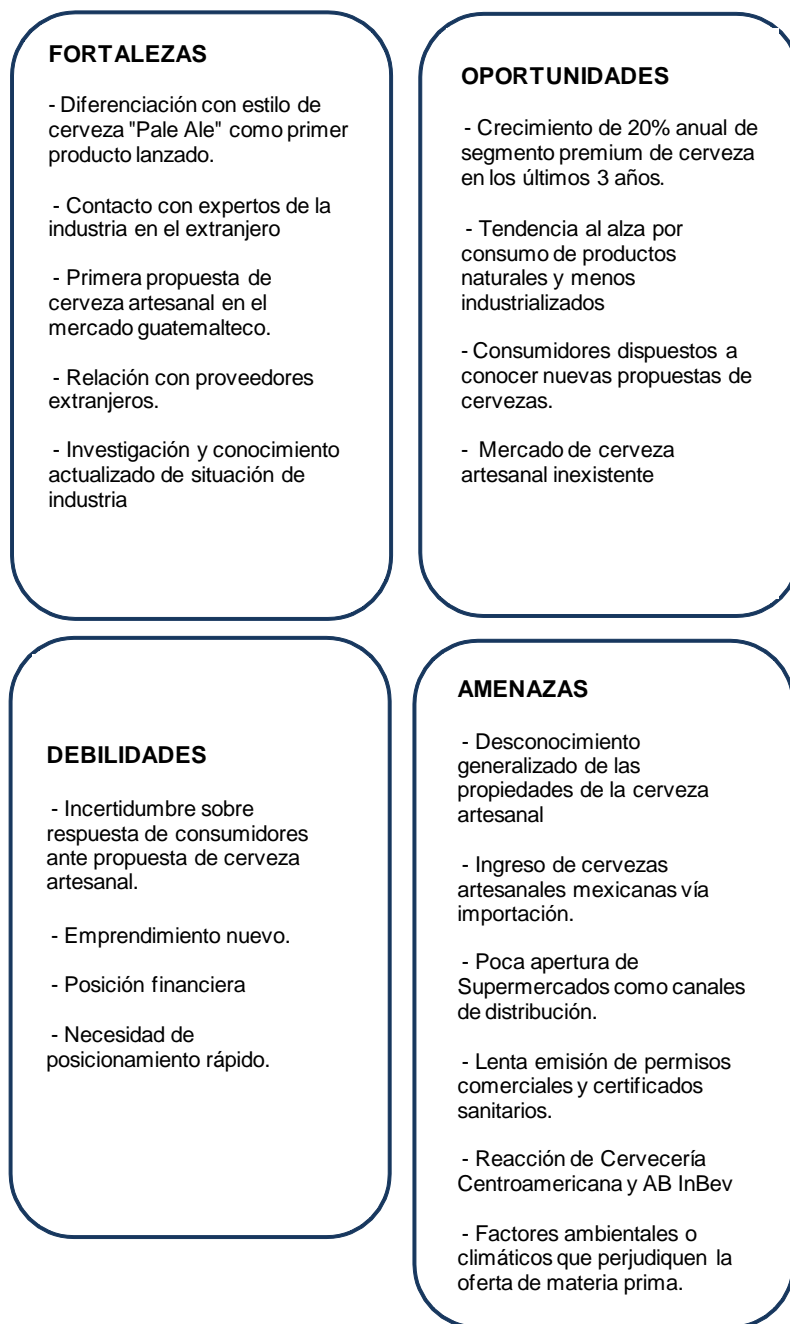 FORTALEZAS
- Diferenciación con estilo de
cerveza "Pale Ale" como primer
producto lanzado.
- Contacto con expertos de la
industria en el extranjero
- Primera propuesta de
cerveza artesanal en el
mercado guatemalteco.
- Relación con proveedores
extranjeros.
- Investigación y conocimiento
actualizado de situación de
industria
OPORTUNIDADES
- Crecimiento de 20% anual de
segmento premium de cerveza
en los últimos 3 años.
- Tendencia al alza por
consumo de productos
naturales y menos
industrializados
- Consumidores dispuestos a
conocer nuevas propuestas de
cervezas.
- Mercado de cerveza
artesanal inexistente
DEBILIDADES
- Incertidumbre sobre
respuesta de consumidores
ante propuesta de cerveza
artesanal.
- Emprendimiento nuevo.
- Posición financiera
- Necesidad de
posicionamiento rápido.
AMENAZAS
- Desconocimiento
generalizado de las
propiedades de la cerveza
artesanal
- Ingreso de cervezas
artesanales mexicanas vía
importación.
- Poca apertura de
Supermercados como canales
de distribución.
- Lenta emisión de permisos
comerciales y certificados
sanitarios.
- Reacción de Cervecería
Centroamericana y AB InBev
- Factores ambientales o
climáticos que perjudiquen la
oferta de materia prima.